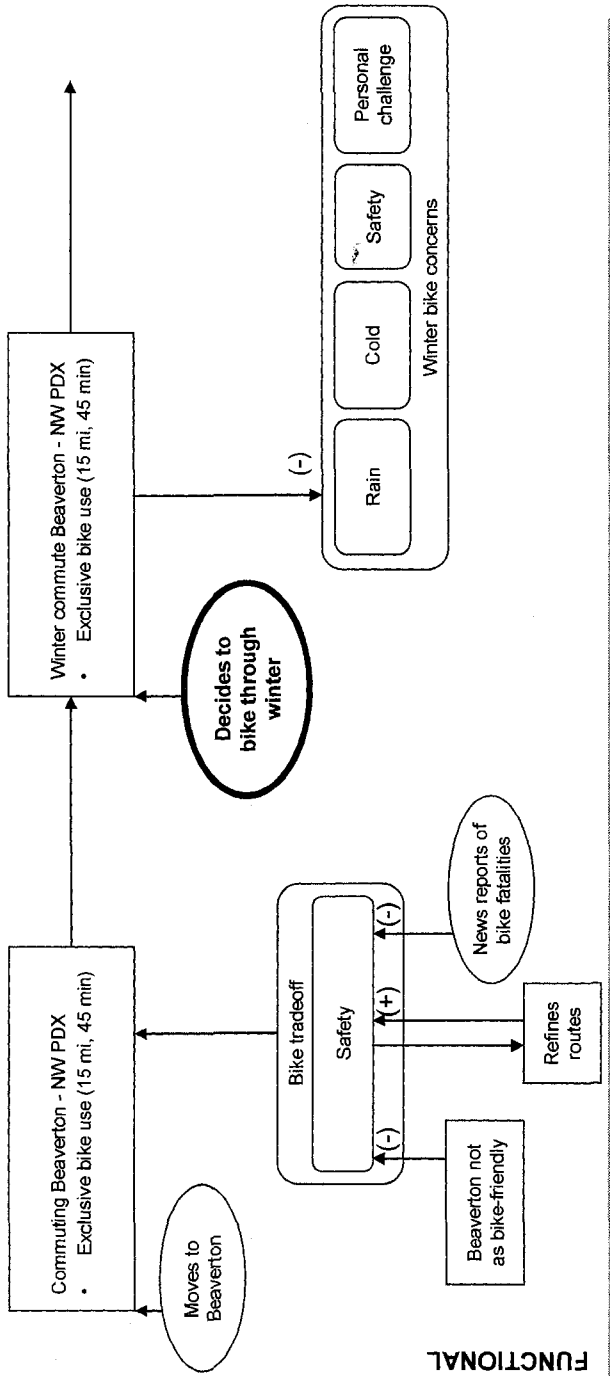 FUNCTIONAL
Commuting Beaverton - NW PDX
• Exclusive bike use (15 mi, 45 min)
Moves to
Beaverton
Bike tradeoff
Safety
(-)
(+)
(-)
Beaverton not
as bike-friendly
Refines
routes
News reports of
bike fatalities
Winter commute Beaverton - NW PDX
• Exclusive bike use (15 mi, 45 min)
Decides to
bike through
winter
(-)
Rain
Cold
Safety
Personal
challenge
Winter bike concerns